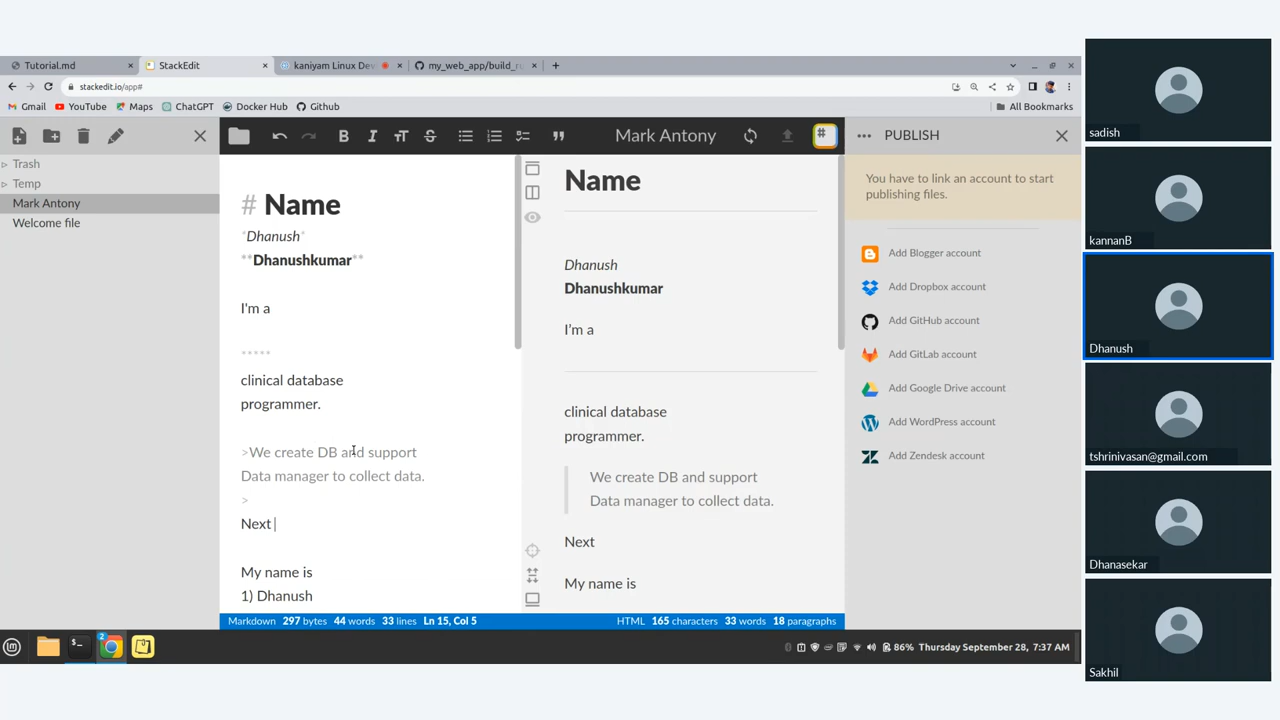 Tutorial.md
StackEdit
kaniyam Linux Dev
my_web_app/build_ru
stackedit.io/app#
Gmail
YouTube
Maps
ChatGPT
Docker Hub
Github
All Bookmarks
Mark Antony
PUBLISH
Trash
Temp
Mark Antony
Welcome file
# Name
*Dhanush*
**Dhanushkumar**
I'm a
*****
clinical database
programmer.
>We create DB and support
Data manager to collect data.
>
Next
My name is
1) Dhanush
Name
Dhanush
Dhanushkumar
I'm a
clinical database
programmer.
We create DB and support
Data manager to collect data.
Next
My name is
You have to link an account to start
publishing files.
Add Blogger account
Add Dropbox account
Add GitHub account
Add GitLab account
Add Google Drive account
Add WordPress account
Add Zendesk account
Markdown 297 bytes 44 words 33 lines Ln 15, Col 5
HTML 165 characters 33 words 18 paragraphs
2
86% Thursday September 28, 7:37 AM
sadish
kannanB
Dhanush
tshrinivasan@gmail.com
Dhanasekar
Sakhil